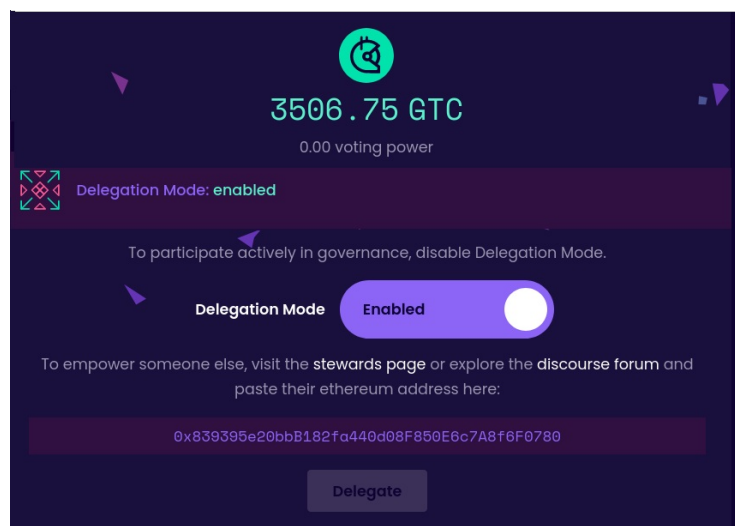 3506.75 GTC
0.00 voting power
Delegation Mode: enabled
To participate actively in governance, disable Delegation Mode.
Delegation Mode Enabled
To empower someone else, visit the stewards page or explore the discourse forum and
paste their ethereum address here:
0x839395e20bbB182fa440d08F850E6c7A8f6F0780
Delegate